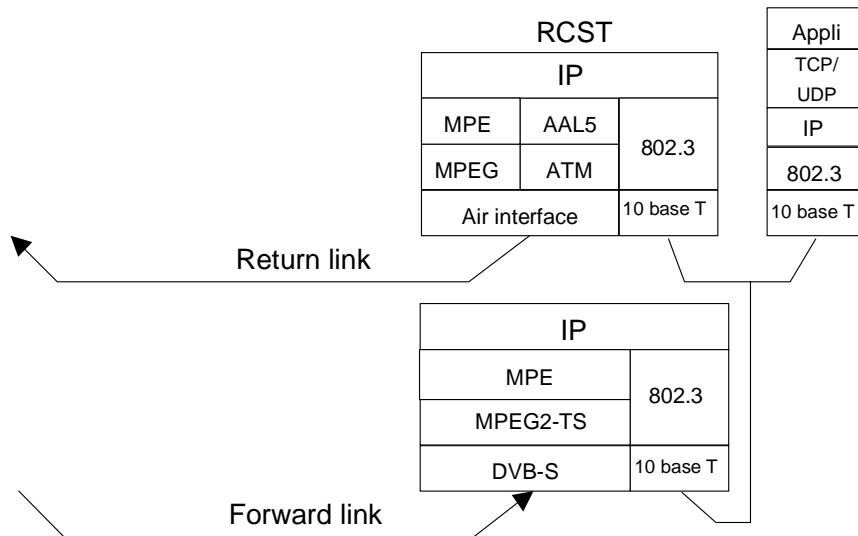 RCST
IP
MPE AAL5 802.3
MPEG ATM
Air interface 10 base T
Appli
TCP/
UDP
IP
802.3
10 base T
Return link
IP
MPE 802.3
MPEG2-TS
DVB-S 10 base T
Forward link